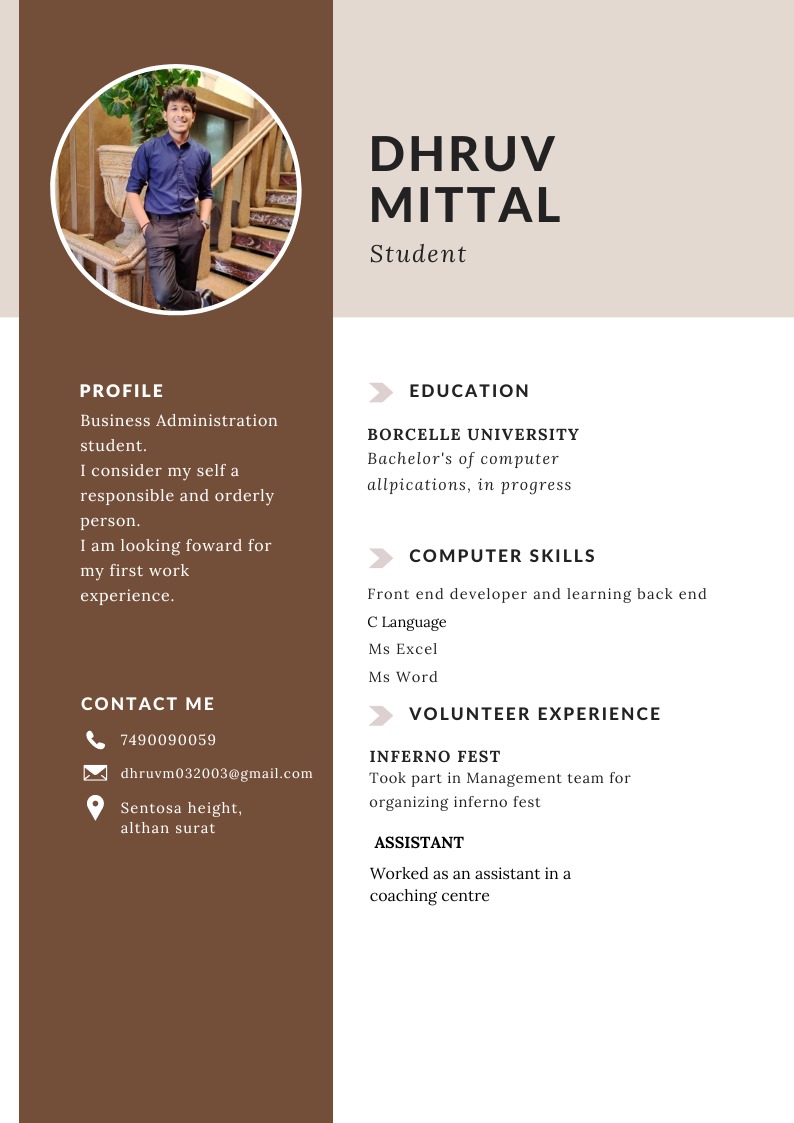 DHRUV
MITTAL
Student
PROFILE
Business Administration
student.
I consider my self a
responsible and orderly
person.
I am looking foward for
my first work
experience.
CONTACT ME
7490090059
dhruvm032003@gmail.com
Sentosa height,
althan surat
EDUCATION
BORCELLE UNIVERSITY
Bachelor's of computer
allpications, in progress
COMPUTER SKILLS
Front end developer and learning back end
C Language
Ms Excel
Ms Word
VOLUNTEER EXPERIENCE
INFERNO FEST
Took part in Management team for
organizing inferno fest
ASSISTANT
Worked as an assistant in a
coaching centre